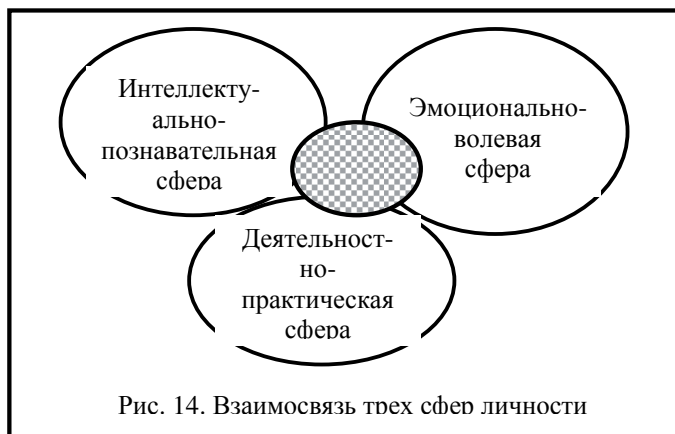 Интеллекту-
ально-
познавательная
сфера
Эмоционально-
волевая
сфера
Деятельност-
но-
практическая
сфера
Рис. 14. Взаимосвязь трех сфер личности